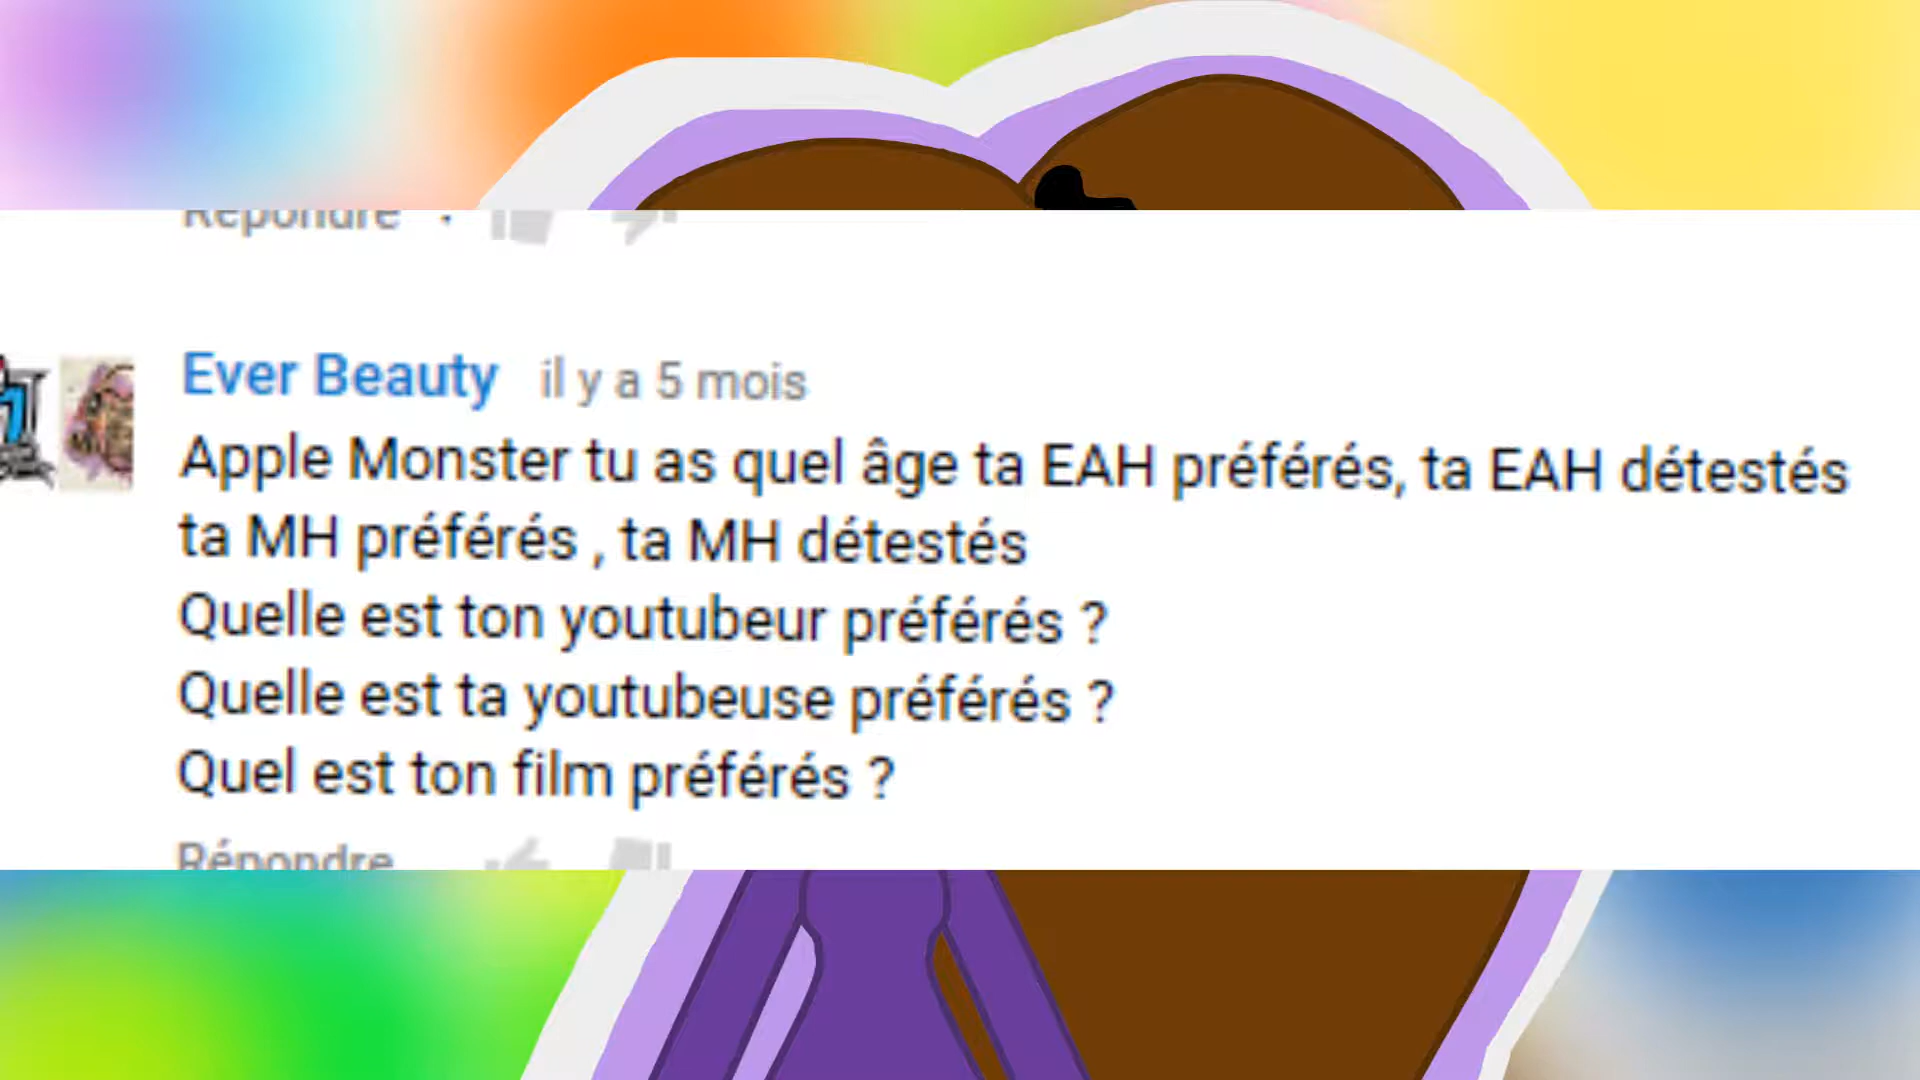 Répondre ·
Ever Beauty il y a 5 mois
Apple Monster tu as quel âge ta EAH préférés, ta EAH détestés
ta MH préférés , ta MH détestés
Quelle est ton youtubeur préférés ?
Quelle est ta youtubeuse préférés ?
Quel est ton film préférés ?
Répondre